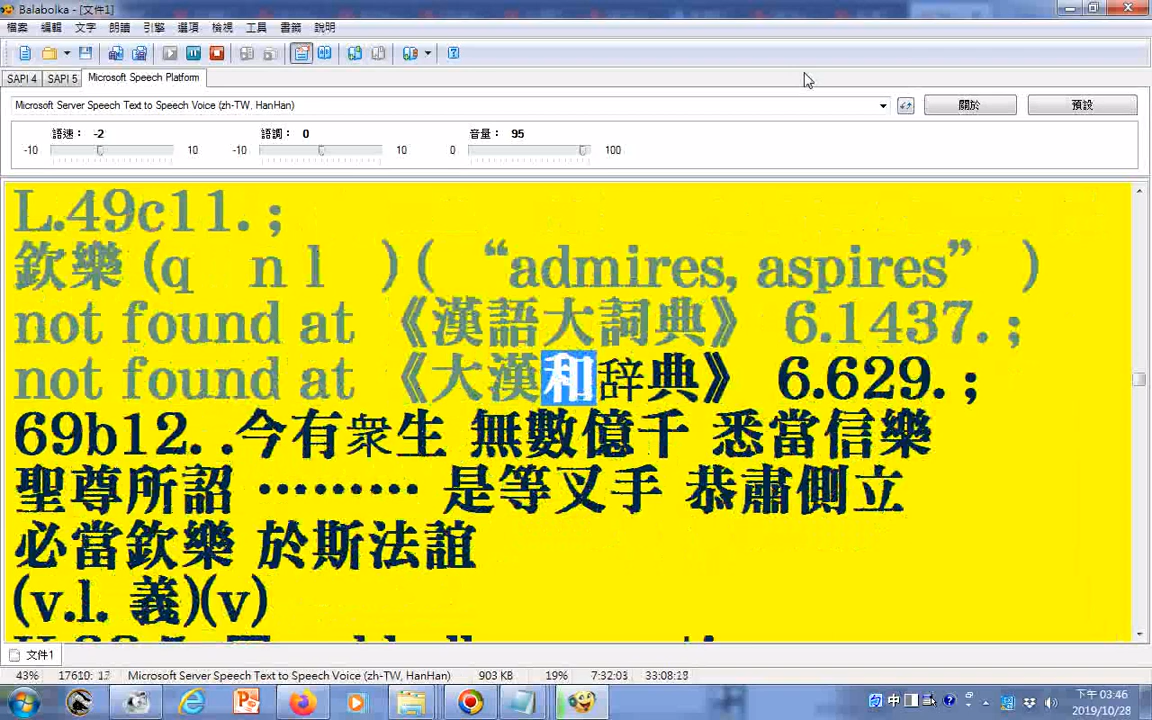 Balabolka - [文件1]
檔案 編輯 文字 朗讀 引擎 選項 檢視 工具 書籤 說明
SAPI 4 SAPI 5 Microsoft Speech Platform
Microsoft Server Speech Text to Speech Voice (zh-TW, HanHan) 關於 預設
語速： -2 語調： 0 音量： 95
-10 10 -10 10 0 100
L.49c11. ;
欽樂 (q n l )( “admires, aspires” )
not found at 《漢語大詞典》 6.1437. ;
not found at 《大漢和辞典》 6.629. ;
69b12. .今有衆生 無數億千 悉當信樂
聖尊所詔 ⋯⋯⋯ 是等叉手 恭肅側立
必當欽樂 於斯法誼
(v.l. 義)(v)
文件1
43% 17610: 13 Microsoft Server Speech Text to Speech Voice (zh-TW, HanHan) 903 KB 19% 7:32:03 33:08:18
中 下午 03:46
2019/10/28